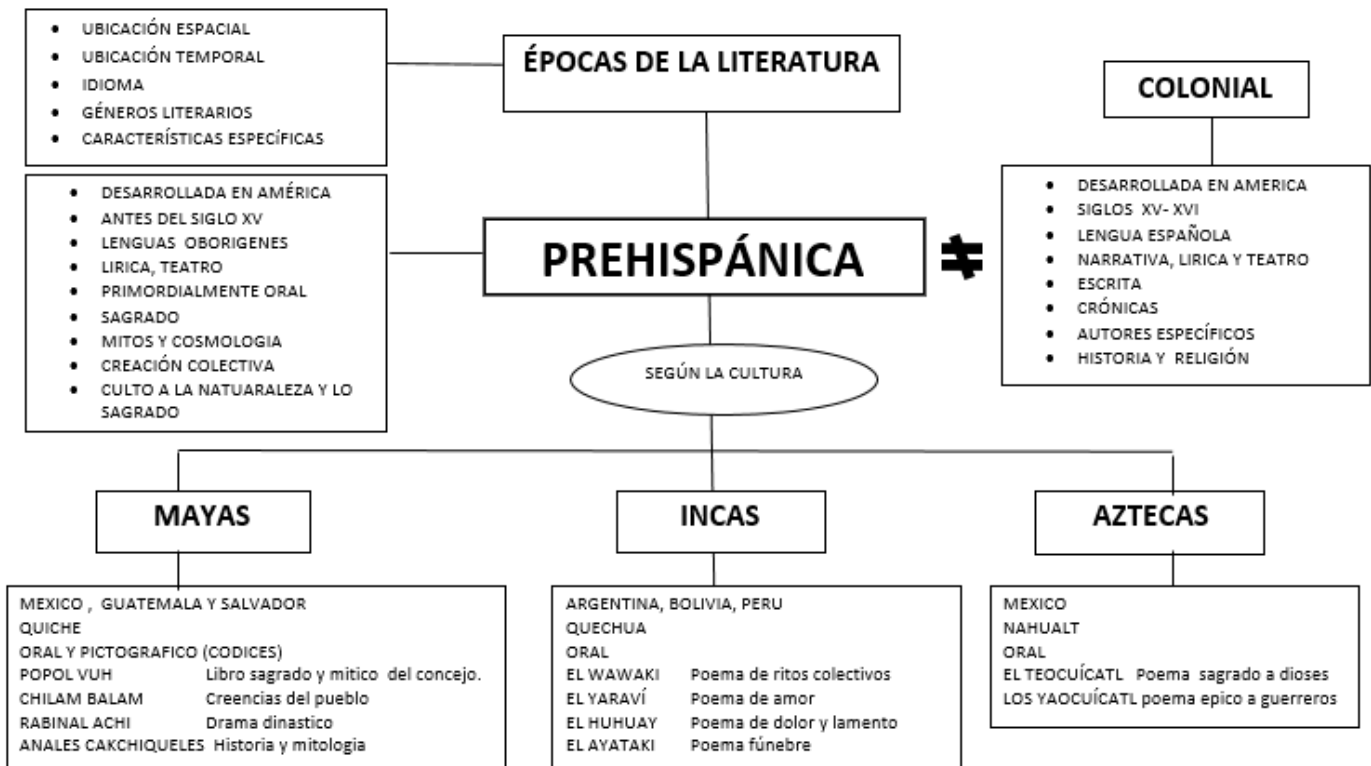 • UBICACIÓN ESPACIAL
• UBICACIÓN TEMPORAL
• IDIOMA
• GÉNEROS LITERARIOS
• CARACTERÍSTICAS ESPECÍFICAS
ÉPOCAS DE LA LITERATURA
COLONIAL
• DESARROLLADA EN AMÉRICA
• ANTES DEL SIGLO XV
• LENGUAS OBORIGENES
• LIRICA, TEATRO
• PRIMORDIALMENTE ORAL
• SAGRADO
• MITOS Y COSMOLOGIA
• CREACIÓN COLECTIVA
• CULTO A LA NATUARALEZA Y LO
SAGRADO
PREHISPÁNICA
≠
• DESARROLLADA EN AMERICA
• SIGLOS XV- XVI
• LENGUA ESPAÑOLA
• NARRATIVA, LIRICA Y TEATRO
• ESCRITA
• CRÓNICAS
• AUTORES ESPECÍFICOS
• HISTORIA Y RELIGIÓN
SEGÚN LA CULTURA
MAYAS
MEXICO , GUATEMALA Y SALVADOR
QUICHE
ORAL Y PICTOGRAFICO (CODICES)
POPOL VUH Libro sagrado y mitico del concejo.
CHILAM BALAM Creencias del pueblo
RABINAL ACHI Drama dinastico
ANALES CAKCHIQUELES Historia y mitologia
INCAS
ARGENTINA, BOLIVIA, PERU
QUECHUA
ORAL
EL WAWAKI Poema de ritos colectivos
EL YARAVÍ Poema de amor
EL HUHUAY Poema de dolor y lamento
EL AYATAKI Poema fúnebre
AZTECAS
MEXICO
NAHUALT
ORAL
EL TEOCUÍCATL Poema sagrado a dioses
LOS YAOCUÍCATL poema epico a guerreros